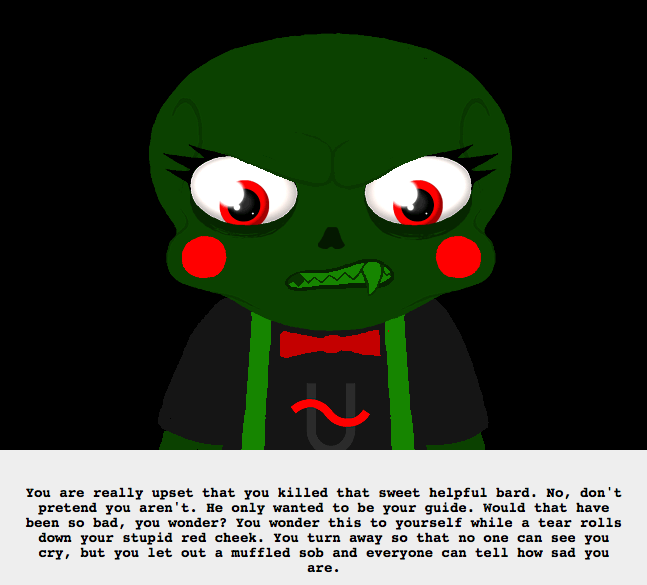 You are really upset that you killed that sweet helpful bard. No, don't
pretend you aren't. He only wanted to be your guide. Would that have
been so bad, you wonder? You wonder this to yourself while a tear rolls
down your stupid red cheek. You turn away so that no one can see you
cry, but you let out a muffled sob and everyone can tell how sad you
are.